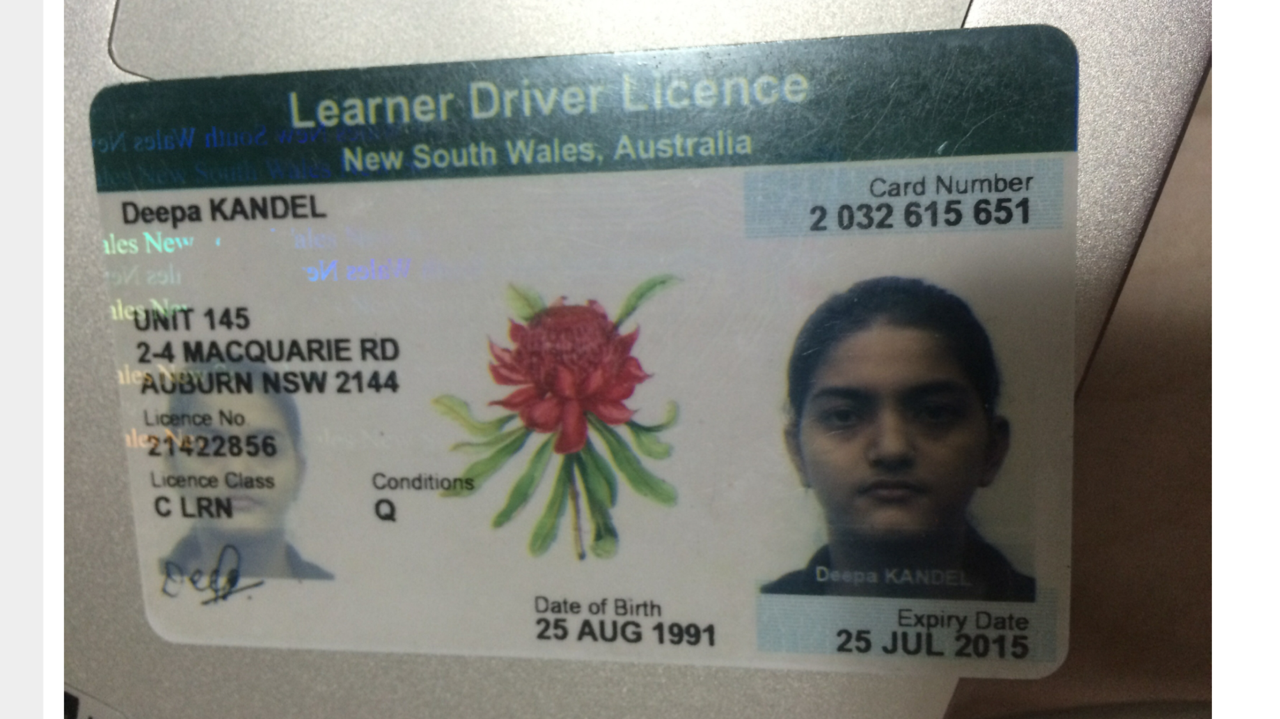 Learner Driver Licence
New South Wales, Australia
Deepa KANDEL
Card Number
2 032 615 651
UNIT 145
2-4 MACQUARIE RD
AUBURN NSW 2144
Licence No
21422856
Licence Class
C LRN
Conditions
Q
Deepa KANDEL
Date of Birth
25 AUG 1991
Expiry Date
25 JUL 2015